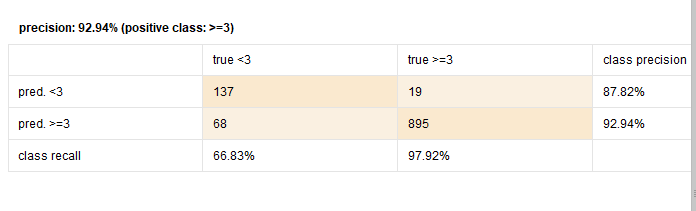 precision: 92.94% (positive class: >=3)
true <3 true >=3 class precision
pred. <3 137 19 87.82%
pred. >=3 68 895 92.94%
class recall 66.83% 97.92%